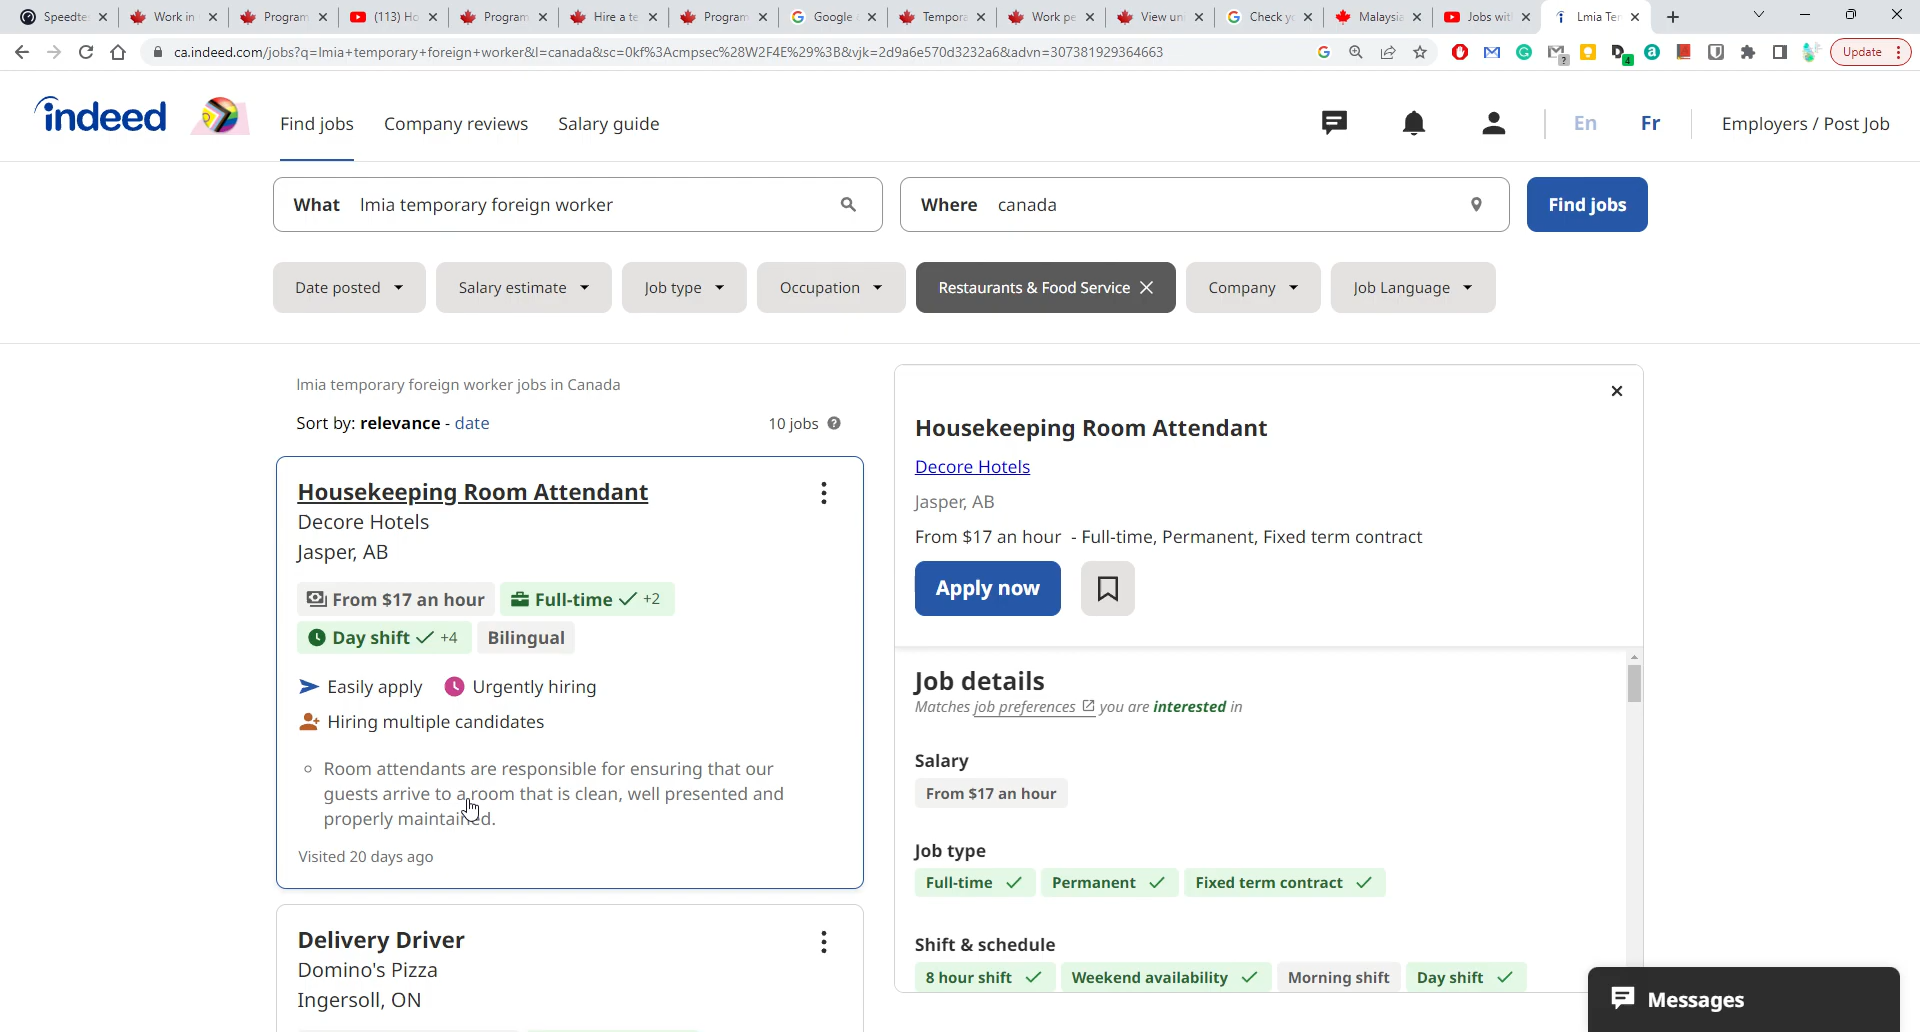 Speedte
Work in
Program
(113) Ho
Program
Hire a te
Program
Google
Tempora
Work pe
View un
Check y
Malaysia
Jobs wit
Lmia Ter
ca.indeed.com/jobs?q=lmia+temporary+foreign+worker&l=canada&sc=0kf%3Acmpsec%28W2F4E%29%3B&vjk=2d9a6e570d3232a6&advn=307381929364663
Update
indeed
Find jobs
Company reviews
Salary guide
En
Fr
Employers / Post Job
What lmia temporary foreign worker
Where canada
Find jobs
Date posted
Salary estimate
Job type
Occupation
Restaurants & Food Service
Company
Job Language
lmia temporary foreign worker jobs in Canada
Sort by: relevance - date
10 jobs
Housekeeping Room Attendant
Decore Hotels
Jasper, AB
From $17 an hour
Full-time +2
Day shift +4
Bilingual
Easily apply
Urgently hiring
Hiring multiple candidates
Room attendants are responsible for ensuring that our
guests arrive to a room that is clean, well presented and
properly maintained.
Visited 20 days ago
Delivery Driver
Domino's Pizza
Ingersoll, ON
Housekeeping Room Attendant
Decore Hotels
Jasper, AB
From $17 an hour - Full-time, Permanent, Fixed term contract
Apply now
Job details
Matches job preferences you are interested in
Salary
From $17 an hour
Job type
Full-time
Permanent
Fixed term contract
Shift & schedule
8 hour shift
Weekend availability
Morning shift
Day shift
Messages